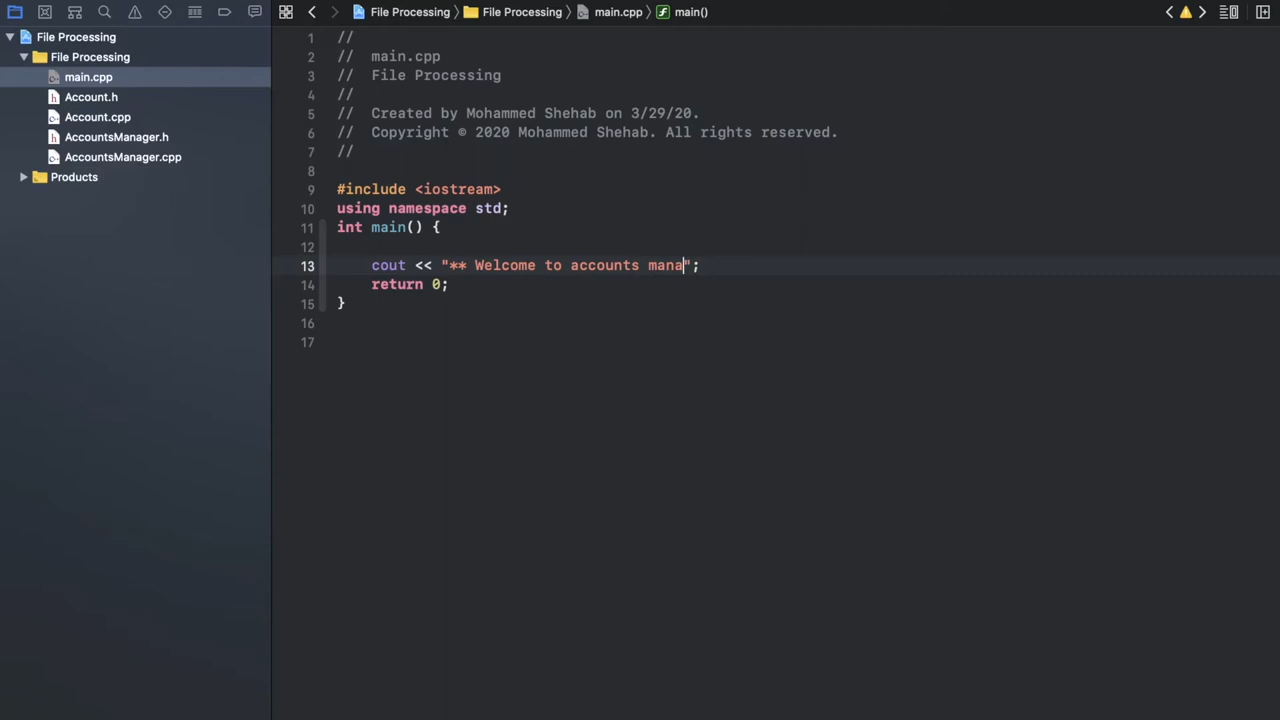 File Processing
File Processing
main.cpp
Account.h
Account.cpp
AccountsManager.h
AccountsManager.cpp
Products
File Processing 〉 File Processing 〉 main.cpp 〉 main()
1 //
2 //  main.cpp
3 //  File Processing
4 //
5 //  Created by Mohammed Shehab on 3/29/20.
6 //  Copyright © 2020 Mohammed Shehab. All rights reserved.
7 //
8
9 #include <iostream>
10 using namespace std;
11 int main() {
12
13     cout << "** Welcome to accounts mana";
14     return 0;
15 }
16
17